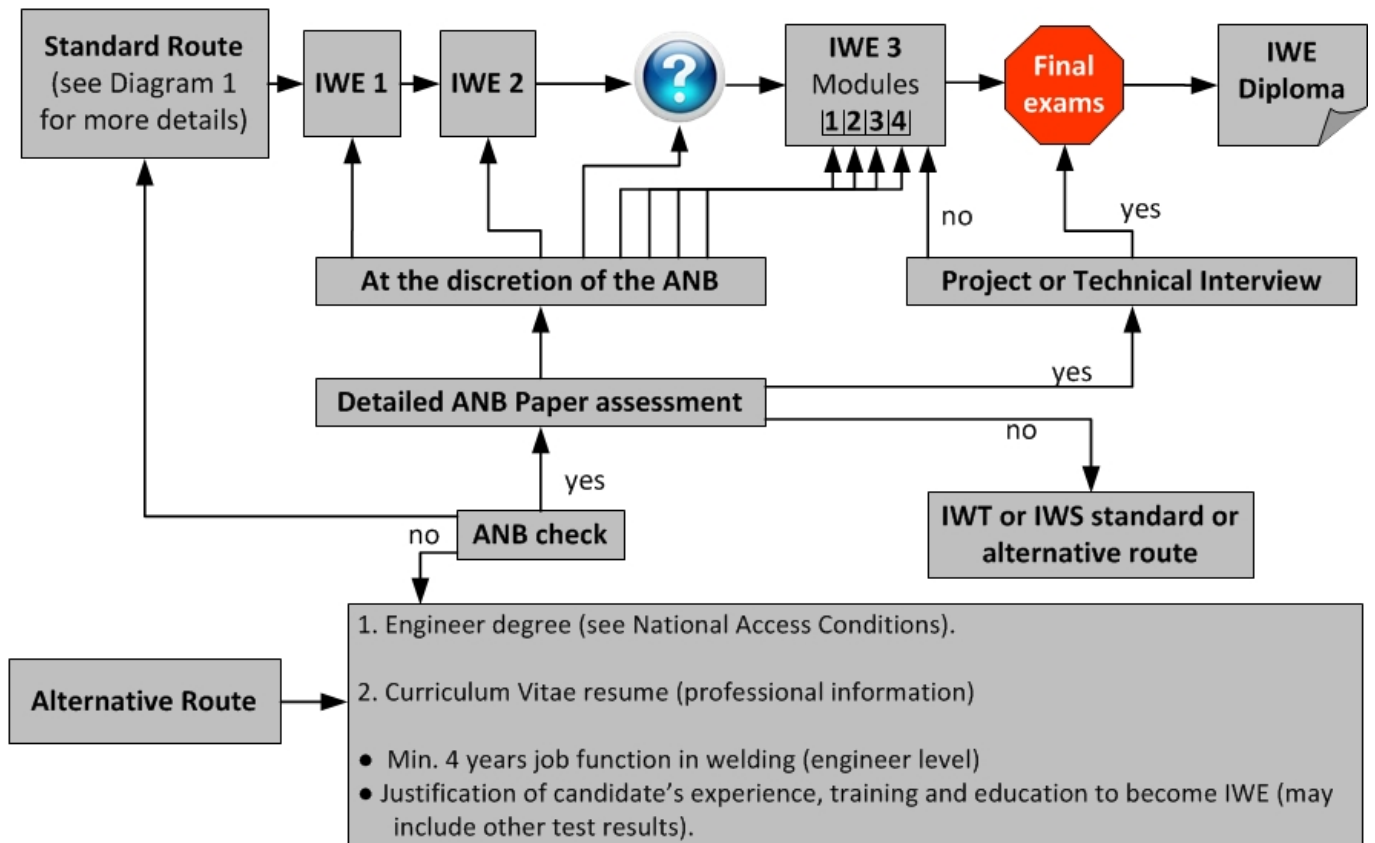 Standard Route
(see Diagram 1
for more details)
IWE 1
IWE 2
?
IWE 3
Modules
1 2 3 4
Final
exams
IWE
Diploma
no
yes
At the discretion of the ANB
Project or Technical Interview
yes
Detailed ANB Paper assessment
no
yes
IWT or IWS standard or
alternative route
no
ANB check
Alternative Route
1. Engineer degree (see National Access Conditions).
2. Curriculum Vitae resume (professional information)
● Min. 4 years job function in welding (engineer level)
● Justification of candidate's experience, training and education to become IWE (may
include other test results).